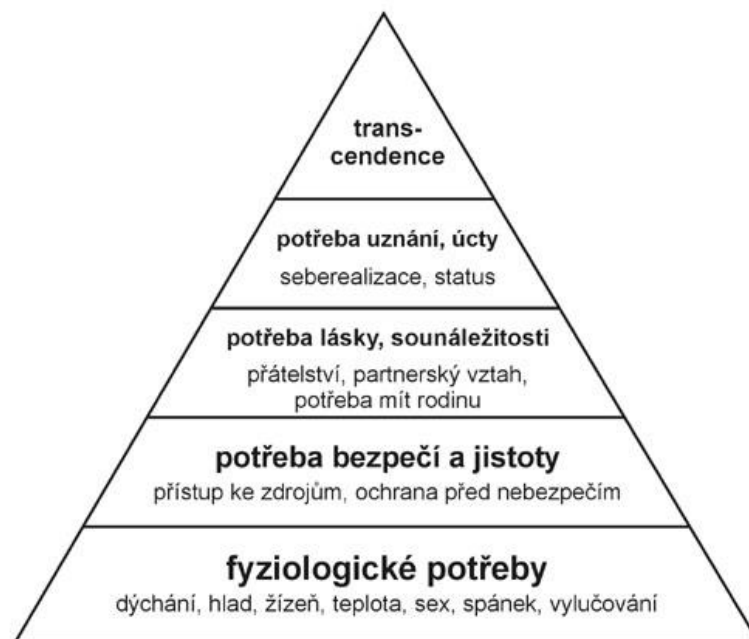 trans-
cendence
potřeba uznání, úcty
seberealizace, status
potřeba lásky, sounáležitosti
přátelství, partnerský vztah,
potřeba mít rodinu
potřeba bezpečí a jistoty
přístup ke zdrojům, ochrana před nebezpečím
fyziologické potřeby
dýchání, hlad, žízeň, teplota, sex, spánek, vylučování